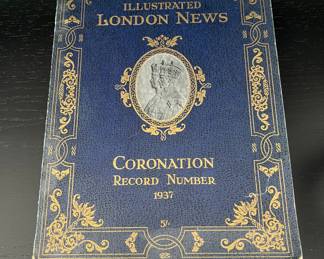 ILLUSTRATED
LONDON NEWS
CORONATION
RECORD NUMBER
1937
5/-